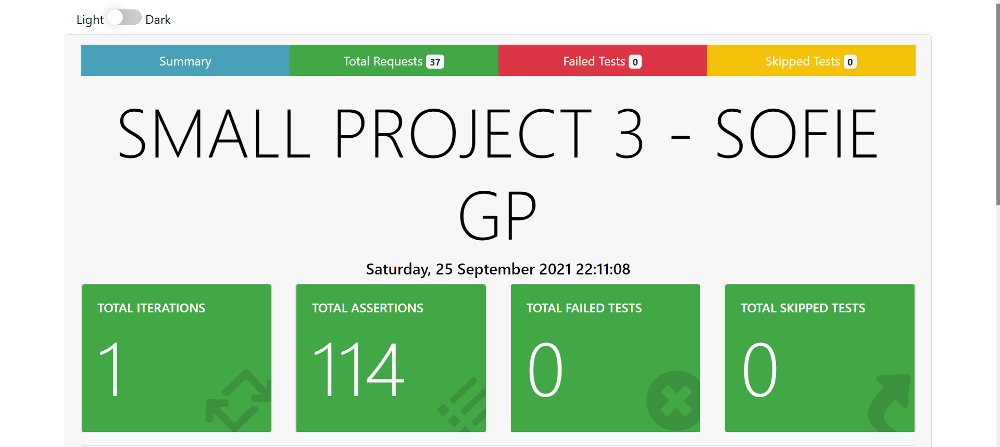 Light Dark
Summary Total Requests 37 Failed Tests 0 Skipped Tests 0
SMALL PROJECT 3 - SOFIE
GP
Saturday, 25 September 2021 22:11:08
TOTAL ITERATIONS TOTAL ASSERTIONS TOTAL FAILED TESTS TOTAL SKIPPED TESTS
1 114 0 0